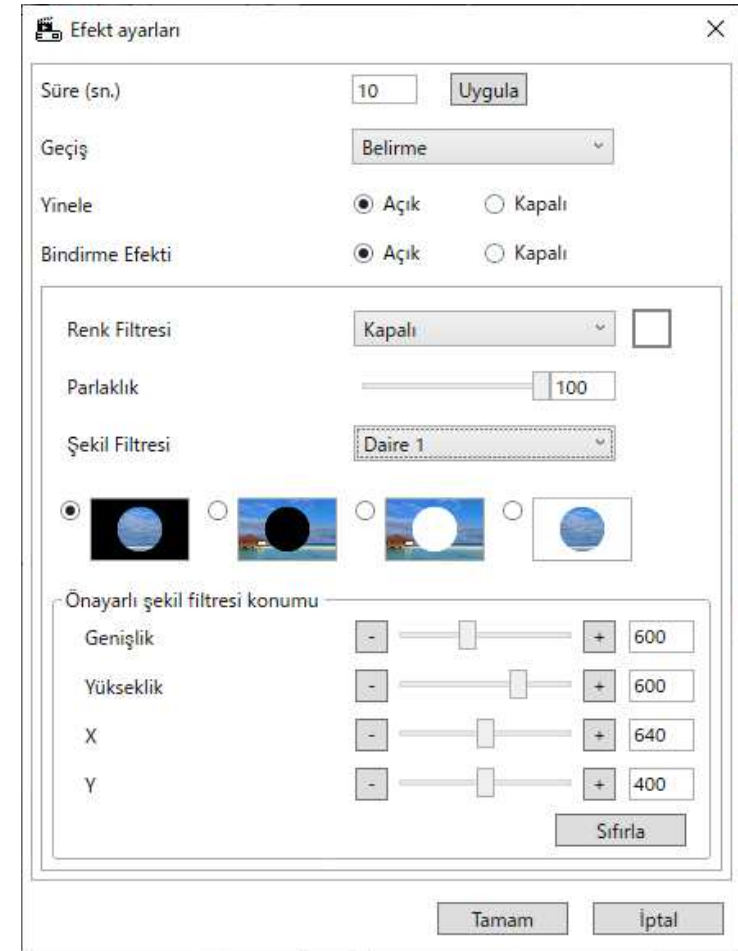 Efekt ayarları
Süre (sn.) 10 Uygula
Geçiş Belirme
Yinele Açık Kapalı
Bindirme Efekti Açık Kapalı
Renk Filtresi Kapalı
Parlaklık 100
Şekil Filtresi Daire 1
Önayarlı şekil filtresi konumu
Genişlik - + 600
Yükseklik - + 600
X - + 640
Y - + 400
Sıfırla
Tamam İptal